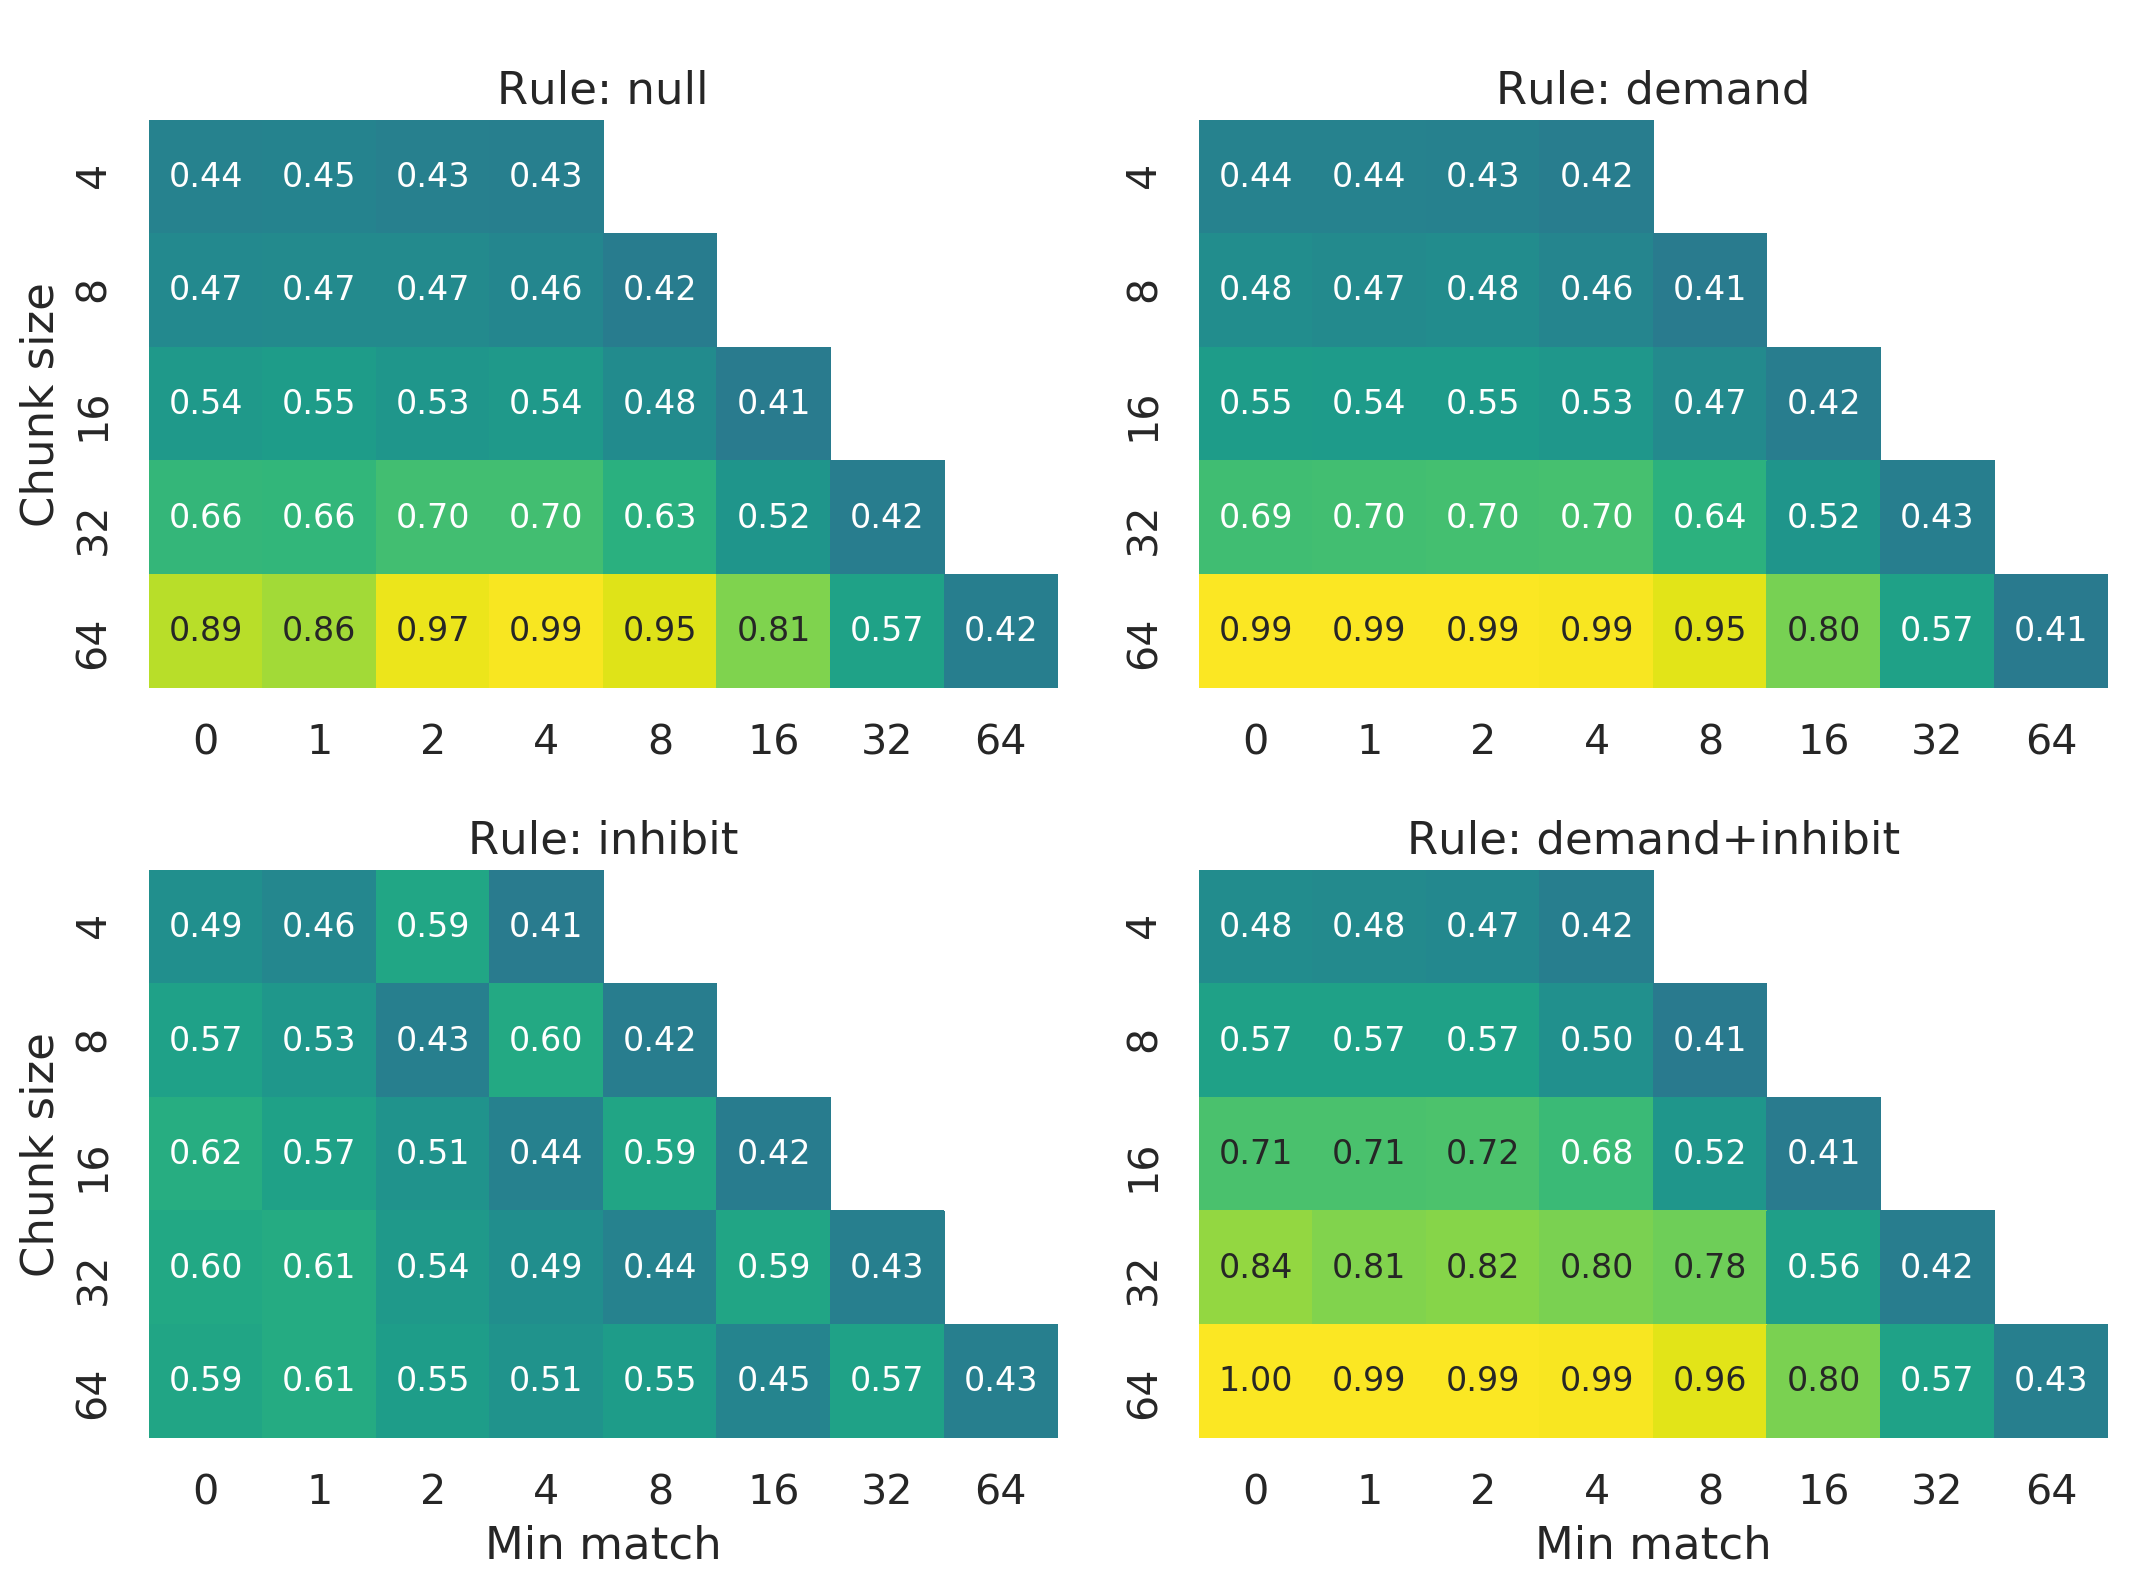 Rule: null
Chunk size
4 0.44 0.45 0.43 0.43
8 0.47 0.47 0.47 0.46 0.42
16 0.54 0.55 0.53 0.54 0.48 0.41
32 0.66 0.66 0.70 0.70 0.63 0.52 0.42
64 0.89 0.86 0.97 0.99 0.95 0.81 0.57 0.42
0 1 2 4 8 16 32 64
Rule: demand
4 0.44 0.44 0.43 0.42
8 0.48 0.47 0.48 0.46 0.41
16 0.55 0.54 0.55 0.53 0.47 0.42
32 0.69 0.70 0.70 0.70 0.64 0.52 0.43
64 0.99 0.99 0.99 0.99 0.95 0.80 0.57 0.41
0 1 2 4 8 16 32 64
Rule: inhibit
Chunk size
4 0.49 0.46 0.59 0.41
8 0.57 0.53 0.43 0.60 0.42
16 0.62 0.57 0.51 0.44 0.59 0.42
32 0.60 0.61 0.54 0.49 0.44 0.59 0.43
64 0.59 0.61 0.55 0.51 0.55 0.45 0.57 0.43
0 1 2 4 8 16 32 64
Min match
Rule: demand+inhibit
4 0.48 0.48 0.47 0.42
8 0.57 0.57 0.57 0.50 0.41
16 0.71 0.71 0.72 0.68 0.52 0.41
32 0.84 0.81 0.82 0.80 0.78 0.56 0.42
64 1.00 0.99 0.99 0.99 0.96 0.80 0.57 0.43
0 1 2 4 8 16 32 64
Min match